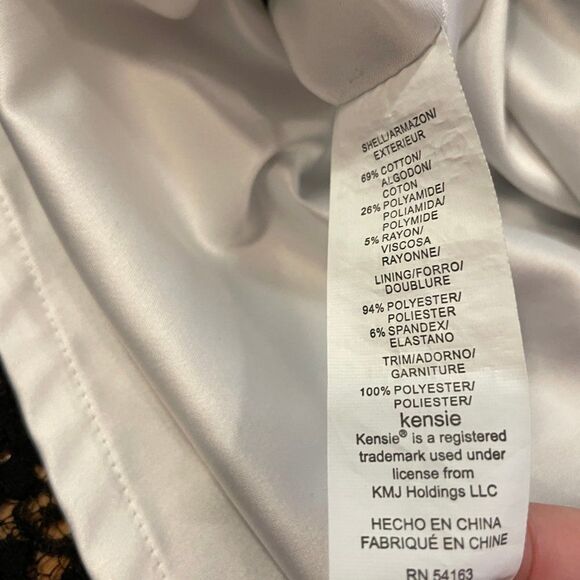 SHELL/ARMAZON/
EXTERIEUR
69% COTTON/
ALGODON/
COTON
26% POLYAMIDE/
POLIAMIDA/
POLYMIDE
5% RAYON/
VISCOSA
RAYONNE/
LINING/FORRO/
DOUBLURE
94% POLYESTER/
POLIESTER
6% SPANDEX/
ELASTANO
TRIM/ADORNO/
GARNITURE
100% POLYESTER/
POLIESTER/
kensie
Kensie® is a registered
trademark used under
license from
KMJ Holdings LLC
HECHO EN CHINA
FABRIQUÉ EN CHINE
RN 54163